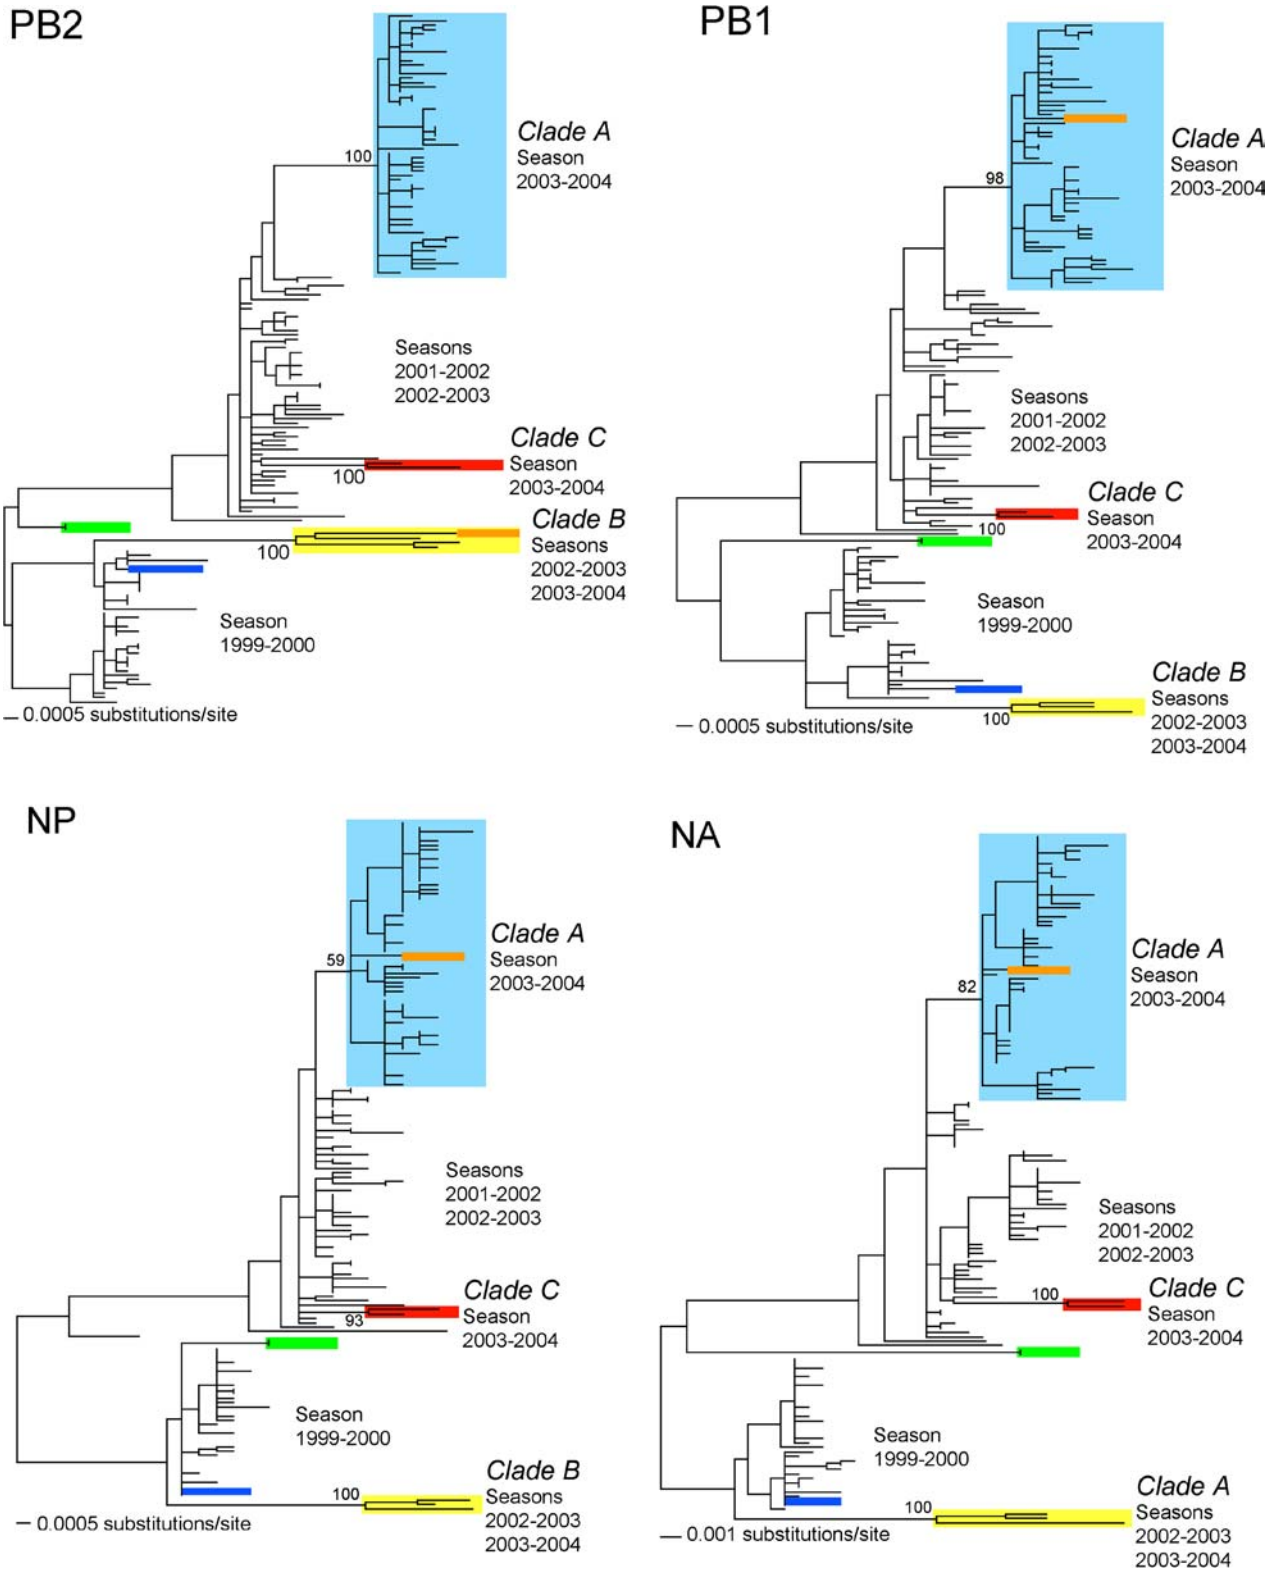 PB2
100
Clade A
Season
2003-2004
Seasons
2001-2002
2002-2003
Clade C
Season
2003-2004
100
Clade B
Seasons
2002-2003
2003-2004
100
Season
1999-2000
0.0005 substitutions/site
PB1
98
Clade A
Season
2003-2004
Seasons
2001-2002
2002-2003
Clade C
Season
2003-2004
100
Season
1999-2000
Clade B
Seasons
2002-2003
2003-2004
100
0.0005 substitutions/site
NP
59
Clade A
Season
2003-2004
Seasons
2001-2002
2002-2003
Clade C
Season
2003-2004
93
Season
1999-2000
Clade B
Seasons
2002-2003
2003-2004
100
0.0005 substitutions/site
NA
82
Clade A
Season
2003-2004
Seasons
2001-2002
2002-2003
100
Clade C
Season
2003-2004
Season
1999-2000
100
Clade A
Seasons
2002-2003
2003-2004
0.001 substitutions/site